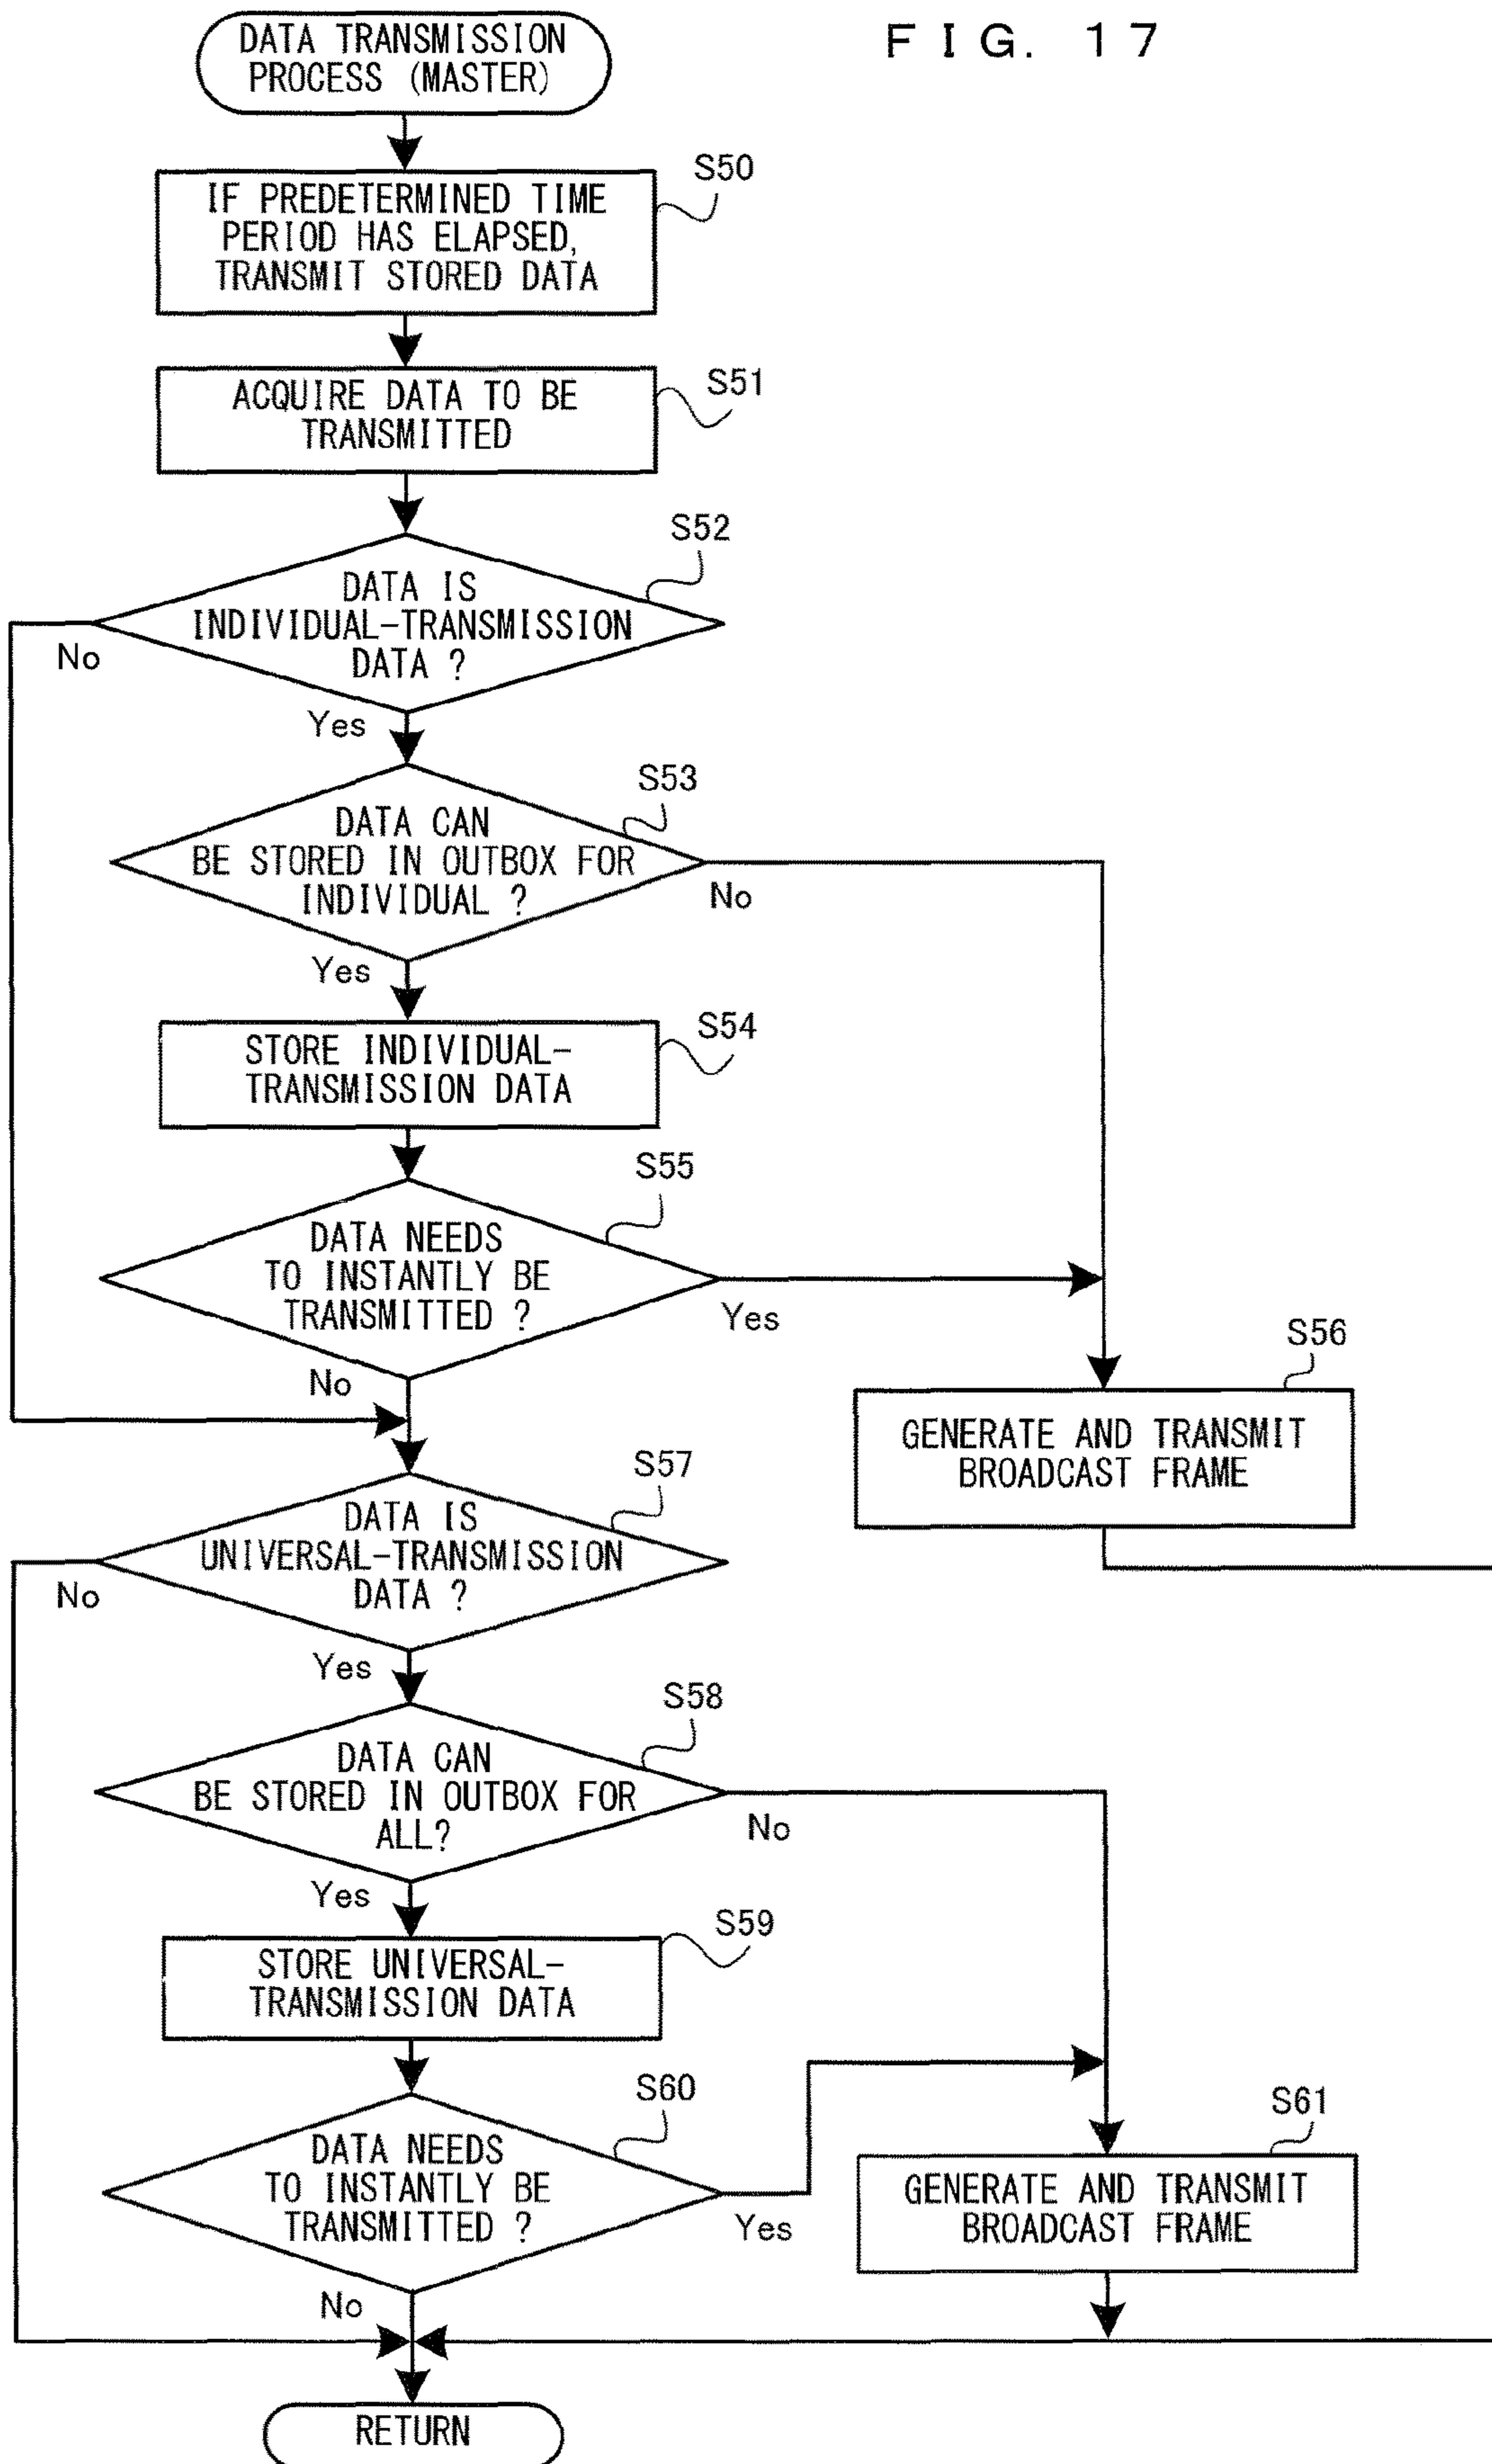 FIG. 17
DATA TRANSMISSION
PROCESS (MASTER)
S50
IF PREDETERMINED TIME
PERIOD HAS ELAPSED,
TRANSMIT STORED DATA
S51
ACQUIRE DATA TO BE
TRANSMITTED
S52
DATA IS
INDIVIDUAL-TRANSMISSION
DATA ?
No
Yes
S53
DATA CAN
BE STORED IN OUTBOX FOR
INDIVIDUAL ?
No
Yes
S54
STORE INDIVIDUAL-
TRANSMISSION DATA
S55
DATA NEEDS
TO INSTANTLY BE
TRANSMITTED ?
Yes
No
S56
GENERATE AND TRANSMIT
BROADCAST FRAME
S57
DATA IS
UNIVERSAL-TRANSMISSION
DATA ?
No
Yes
S58
DATA CAN
BE STORED IN OUTBOX FOR
ALL?
No
Yes
S59
STORE UNIVERSAL-
TRANSMISSION DATA
S60
DATA NEEDS
TO INSTANTLY BE
TRANSMITTED ?
Yes
No
S61
GENERATE AND TRANSMIT
BROADCAST FRAME
RETURN